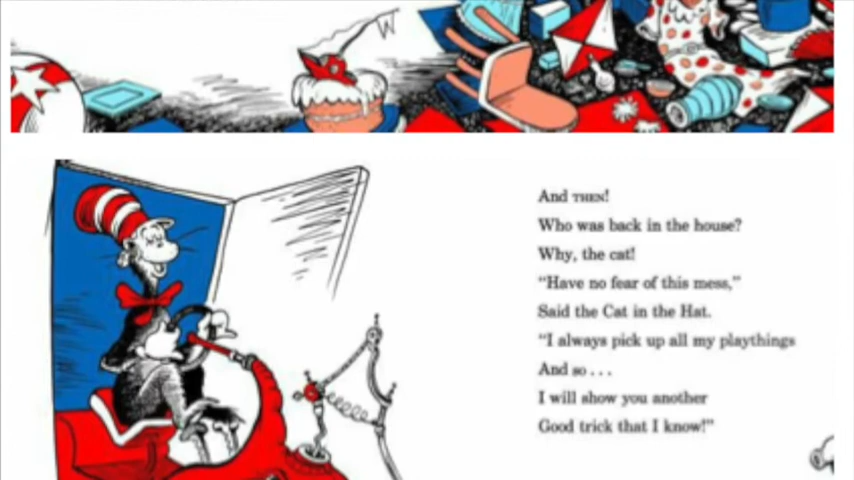 And THEN!
Who was back in the house?
Why, the cat!
“Have no fear of this mess,”
Said the Cat in the Hat.
“I always pick up all my playthings
And so . . .
I will show you another
Good trick that I know!”